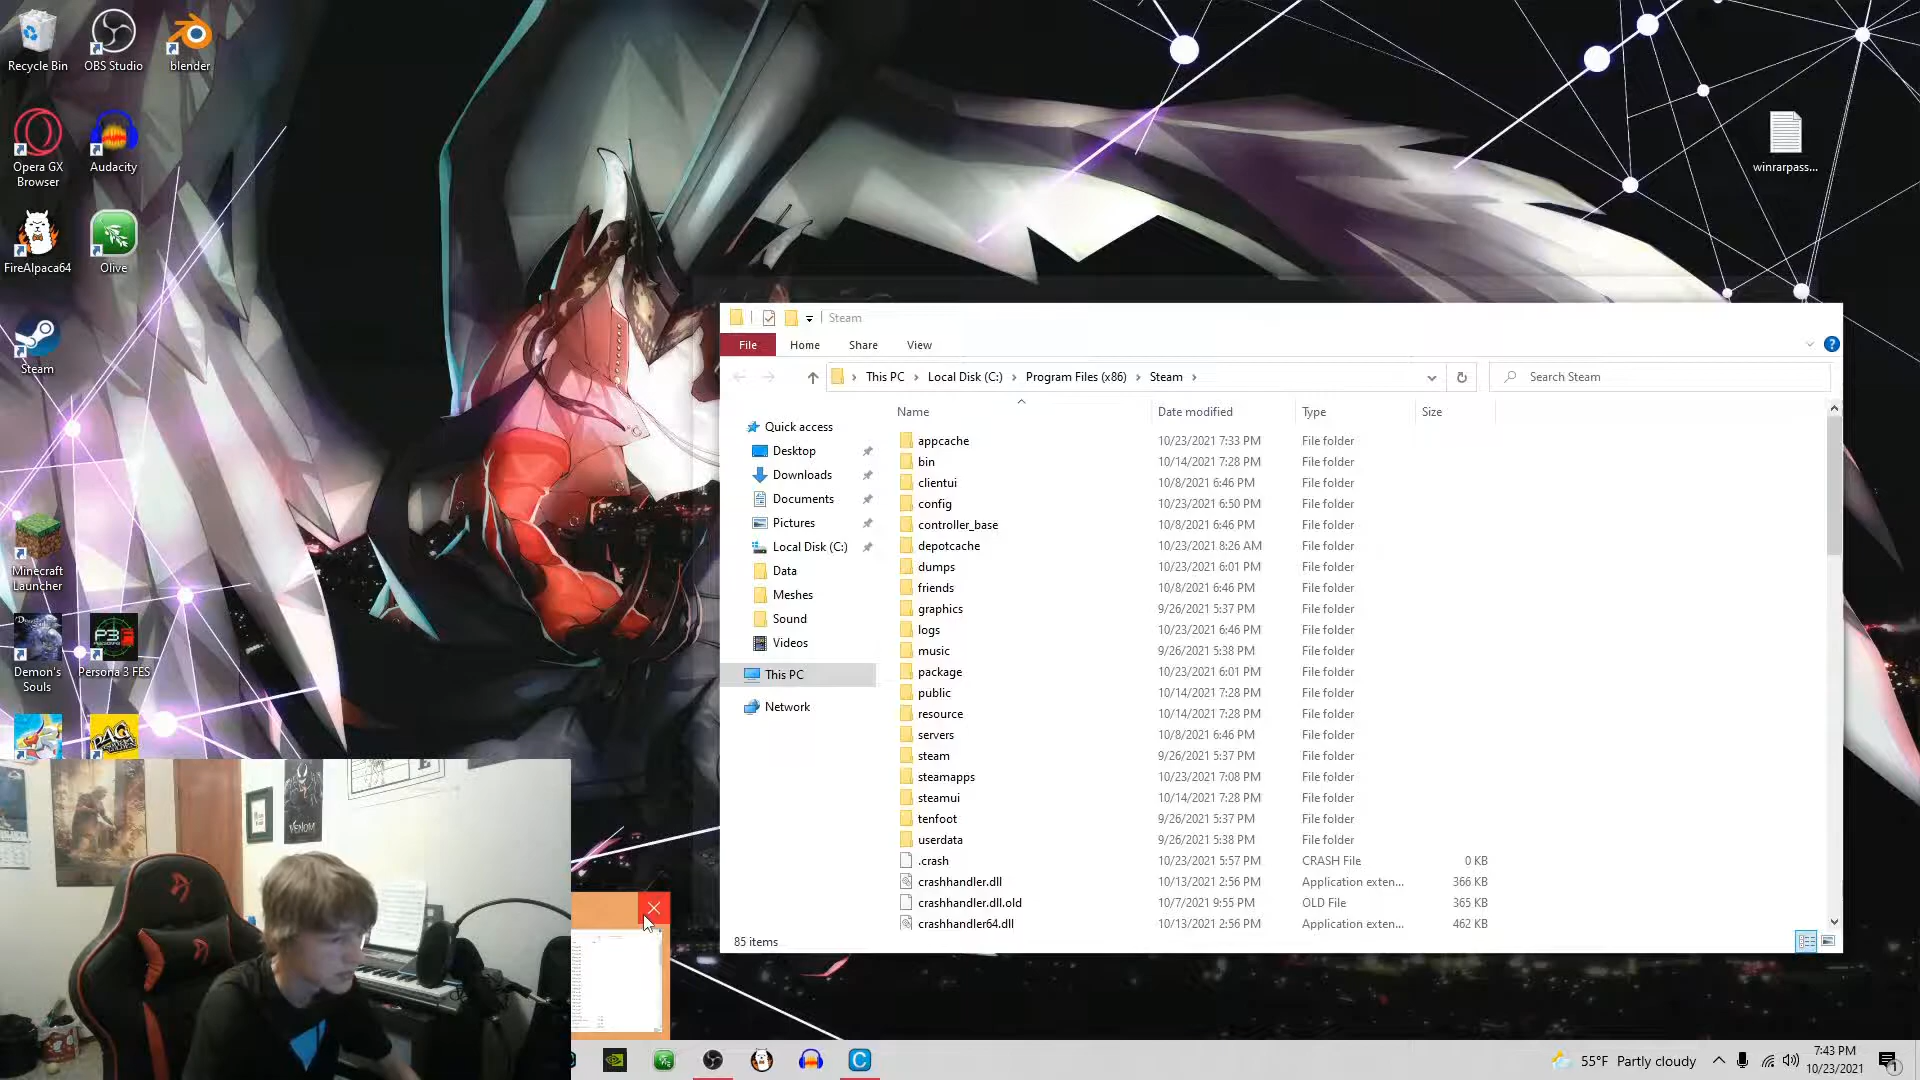 Recycle Bin
OBS Studio
blender
Opera GX
Browser
Audacity
FireAlpaca64
Olive
Steam
Minecraft
Launcher
Demon's
Souls
Persona 3 FES
P3F
P4G
winrarpass...
Steam
File
Home
Share
View
This PC
Local Disk (C:)
Program Files (x86)
Steam
Search Steam
Name
Date modified
Type
Size
Quick access
Desktop
Downloads
Documents
Pictures
Local Disk (C:)
Data
Meshes
Sound
Videos
This PC
Network
appcache 10/23/2021 7:33 PM File folder
bin 10/14/2021 7:28 PM File folder
clientui 10/8/2021 6:46 PM File folder
config 10/23/2021 6:50 PM File folder
controller_base 10/8/2021 6:46 PM File folder
depotcache 10/23/2021 8:26 AM File folder
dumps 10/23/2021 6:01 PM File folder
friends 10/8/2021 6:46 PM File folder
graphics 9/26/2021 5:37 PM File folder
logs 10/23/2021 6:46 PM File folder
music 9/26/2021 5:38 PM File folder
package 10/23/2021 6:01 PM File folder
public 10/14/2021 7:28 PM File folder
resource 10/14/2021 7:28 PM File folder
servers 10/8/2021 6:46 PM File folder
steam 9/26/2021 5:37 PM File folder
steamapps 10/23/2021 7:08 PM File folder
steamui 10/14/2021 7:28 PM File folder
tenfoot 9/26/2021 5:37 PM File folder
userdata 9/26/2021 5:38 PM File folder
.crash 10/23/2021 5:57 PM CRASH File 0 KB
crashhandler.dll 10/13/2021 2:56 PM Application exten... 366 KB
crashhandler.dll.old 10/7/2021 9:55 PM OLD File 365 KB
crashhandler64.dll 10/13/2021 2:56 PM Application exten... 462 KB
85 items
VENOM
55°F Partly cloudy
7:43 PM
10/23/2021
1